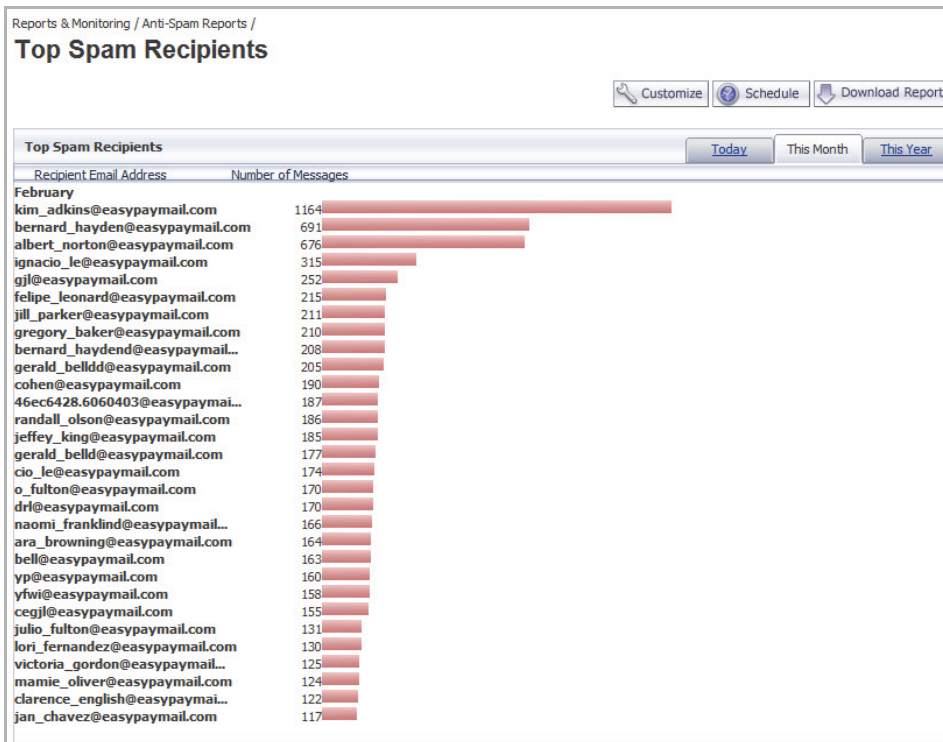 Reports & Monitoring / Anti-Spam Reports /
Top Spam Recipients
Customize Schedule Download Report
Top Spam Recipients Today This Month This Year
Recipient Email Address Number of Messages
February
kim_adkins@easypaymail.com 1164
bernard_hayden@easypaymail.com 691
albert_norton@easypaymail.com 676
ignacio_le@easypaymail.com 315
gjl@easypaymail.com 252
felipe_leonard@easypaymail.com 215
jill_parker@easypaymail.com 211
gregory_baker@easypaymail.com 210
bernard_haydend@easypaymail... 208
gerald_belldd@easypaymail.com 205
cohen@easypaymail.com 190
46ec6428.6060403@easypaymai... 187
randall_olson@easypaymail.com 186
jeffey_king@easypaymail.com 185
gerald_belld@easypaymail.com 177
cio_le@easypaymail.com 174
o_fulton@easypaymail.com 170
drl@easypaymail.com 170
naomi_franklind@easypaymail... 166
ara_browning@easypaymail.com 164
bell@easypaymail.com 163
yp@easypaymail.com 160
yfwi@easypaymail.com 158
cegjl@easypaymail.com 155
julio_fulton@easypaymail.com 131
lori_fernandez@easypaymail.com 130
victoria_gordon@easypaymail... 125
mamie_oliver@easypaymail.com 124
clarence_english@easypaymai... 122
jan_chavez@easypaymail.com 117